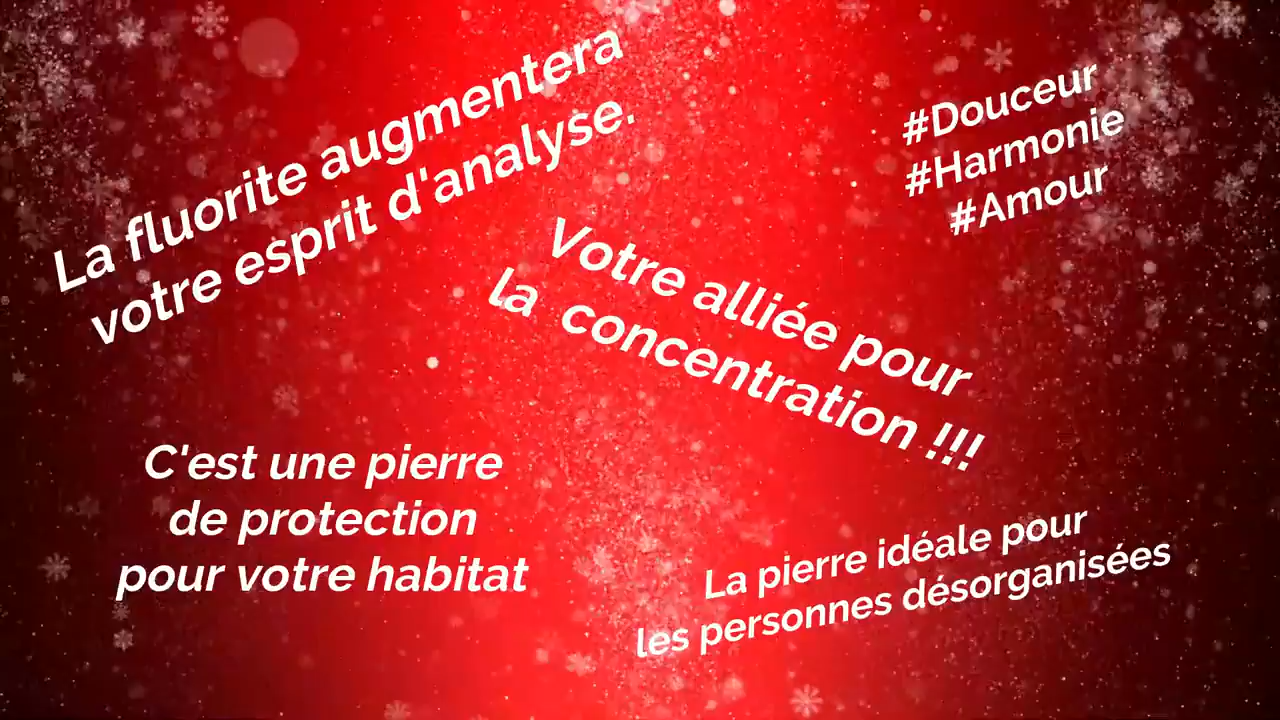 La fluorite augmentera
votre esprit d'analyse.
#Douceur
#Harmonie
#Amour
Votre alliée pour
la concentration !!!
C'est une pierre
de protection
pour votre habitat
La pierre idéale pour
les personnes désorganisées